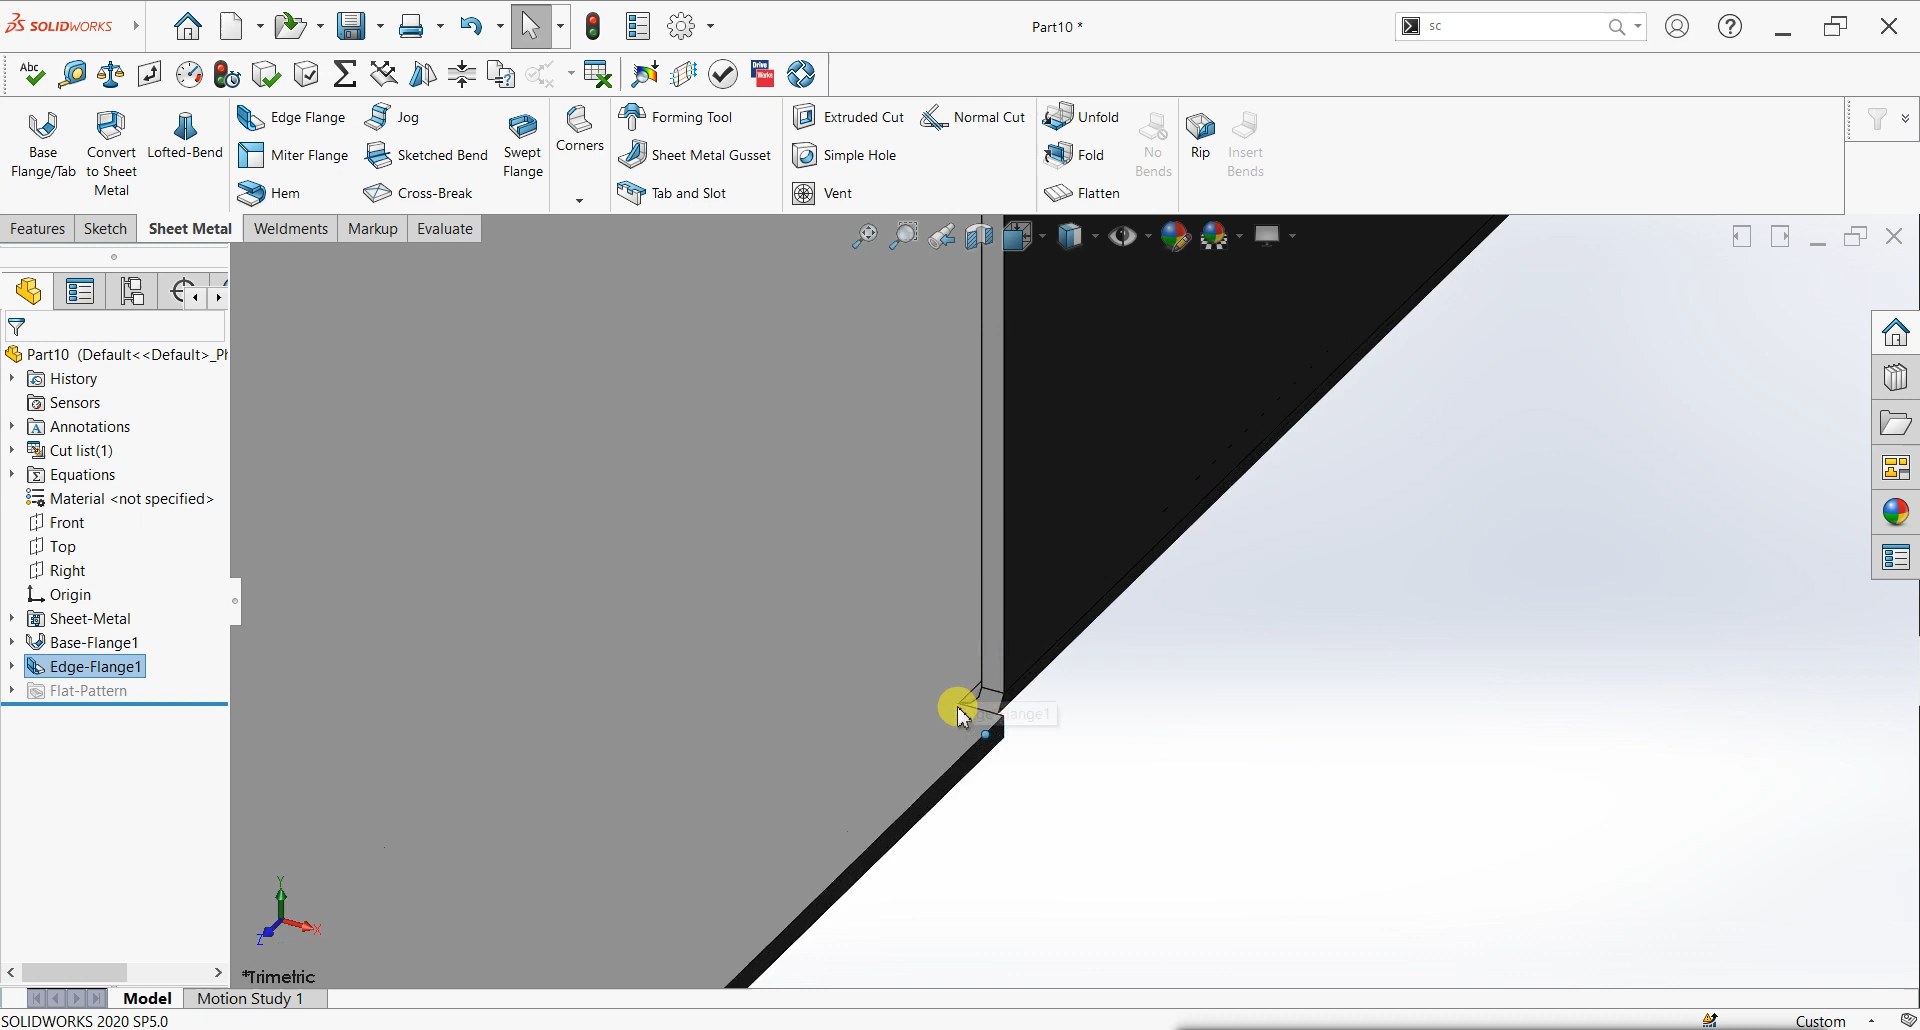 SOLIDWORKS
Part10 *
sc
Abc
Drive
Works
Base
Flange/Tab
Convert
to Sheet
Metal
Lofted-Bend
Edge Flange
Miter Flange
Hem
Jog
Sketched Bend
Cross-Break
Swept
Flange
Corners
Forming Tool
Sheet Metal Gusset
Tab and Slot
Extruded Cut
Simple Hole
Vent
Normal Cut
Unfold
Fold
Flatten
No
Bends
Rip
Insert
Bends
Features
Sketch
Sheet Metal
Weldments
Markup
Evaluate
Part10 (Default<<Default>_Ph
History
Sensors
Annotations
Cut list(1)
Equations
Material <not specified>
Front
Top
Right
Origin
Sheet-Metal
Base-Flange1
Edge-Flange1
Flat-Pattern
Y
X
Z
*Trimetric
Model
Motion Study 1
SOLIDWORKS 2020 SP5.0
Custom